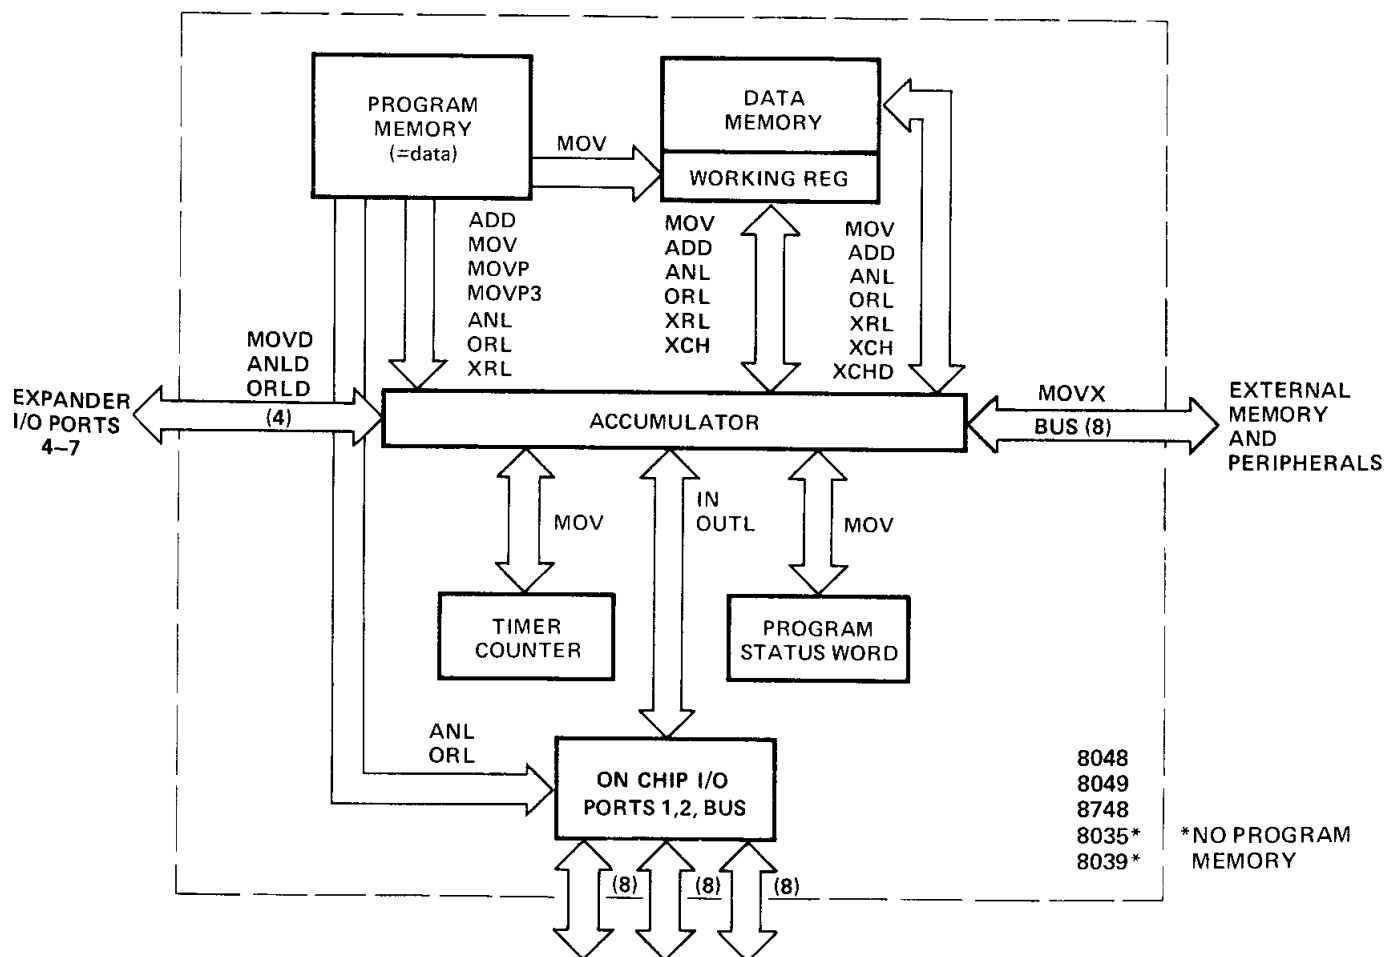 PROGRAM
MEMORY
(=data)
MOV
DATA
MEMORY
WORKING REG
ADD
MOV
MOVP
MOVP3
ANL
ORL
XRL
MOV
ADD
ANL
ORL
XRL
XCH
MOV
ADD
ANL
ORL
XRL
XCH
XCHD
MOVD
ANLD
ORLD
(4)
EXPANDER
I/O PORTS
4–7
ACCUMULATOR
MOVX
BUS (8)
EXTERNAL
MEMORY
AND
PERIPHERALS
MOV
IN
OUTL
MOV
TIMER
COUNTER
PROGRAM
STATUS WORD
ANL
ORL
ON CHIP I/O
PORTS 1,2, BUS
8048
8049
8748
8035*
8039*
*NO PROGRAM
MEMORY
(8)
(8)
(8)